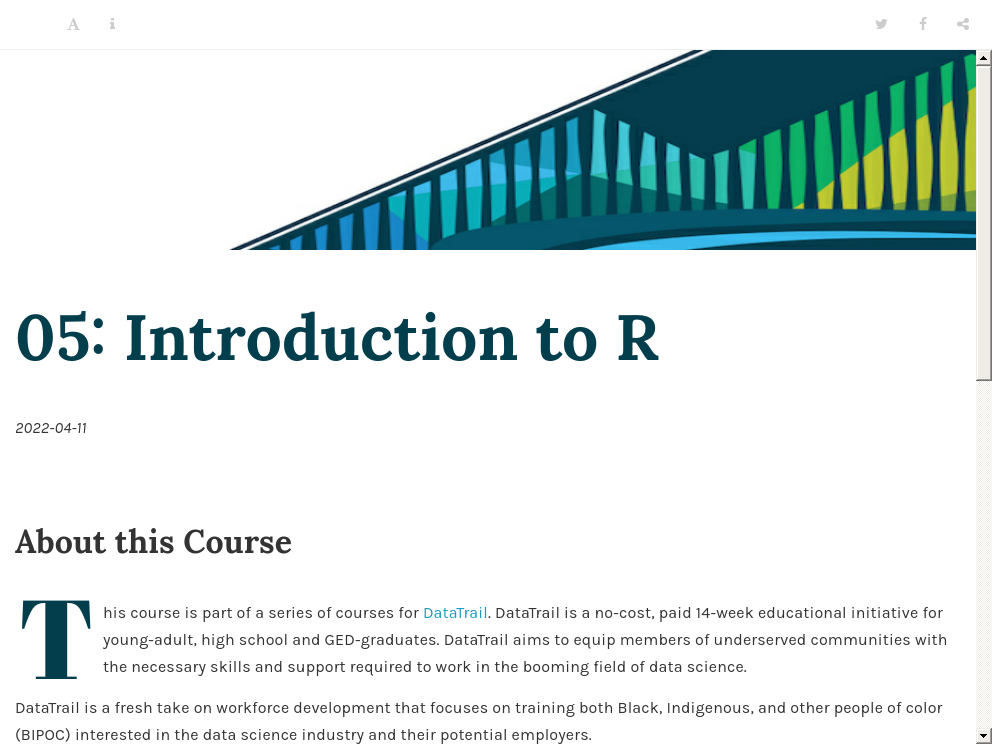 A i
05: Introduction to R
2022-04-11
About this Course
This course is part of a series of courses for DataTrail. DataTrail is a no-cost, paid 14-week educational initiative for
young-adult, high school and GED-graduates. DataTrail aims to equip members of underserved communities with
the necessary skills and support required to work in the booming field of data science.
DataTrail is a fresh take on workforce development that focuses on training both Black, Indigenous, and other people of color
(BIPOC) interested in the data science industry and their potential employers.